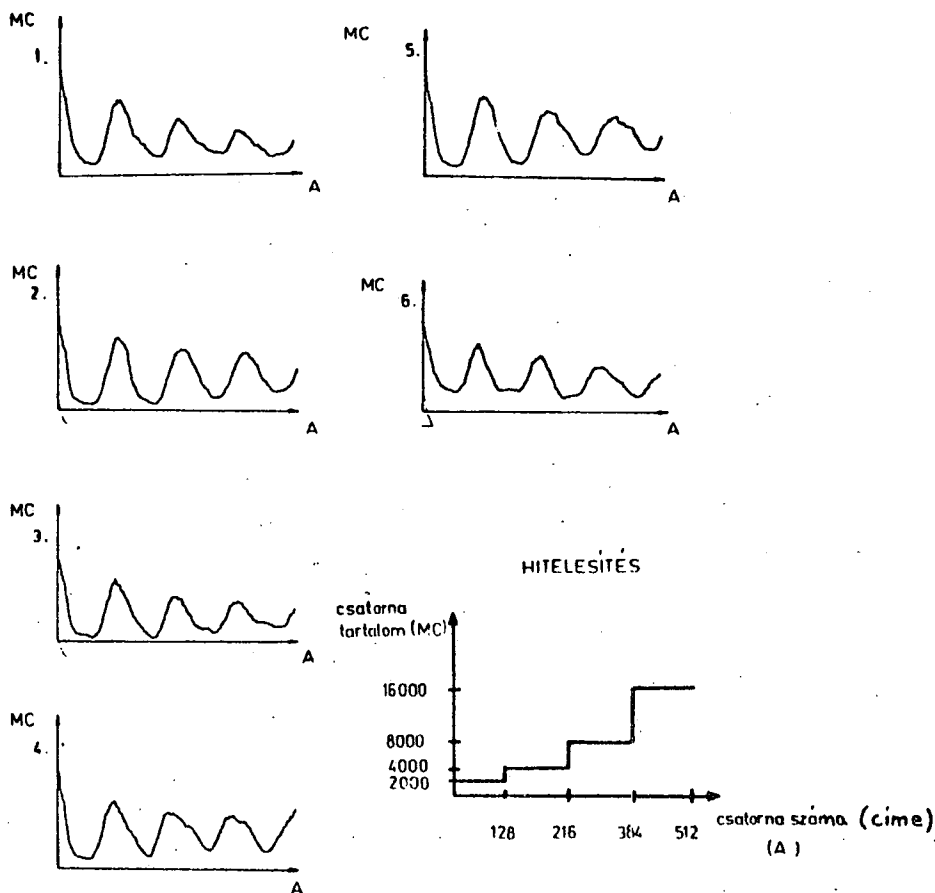 MC
1.
A
MC
2.
A
MC
3.
A
MC
4.
A
MC
5.
A
MC
6.
A
HITELESÍTÉS
csatorna
tartalom (MC)
16000
8000
4000
2000
128 216 384 512
csatorna száma (címe)
(A)